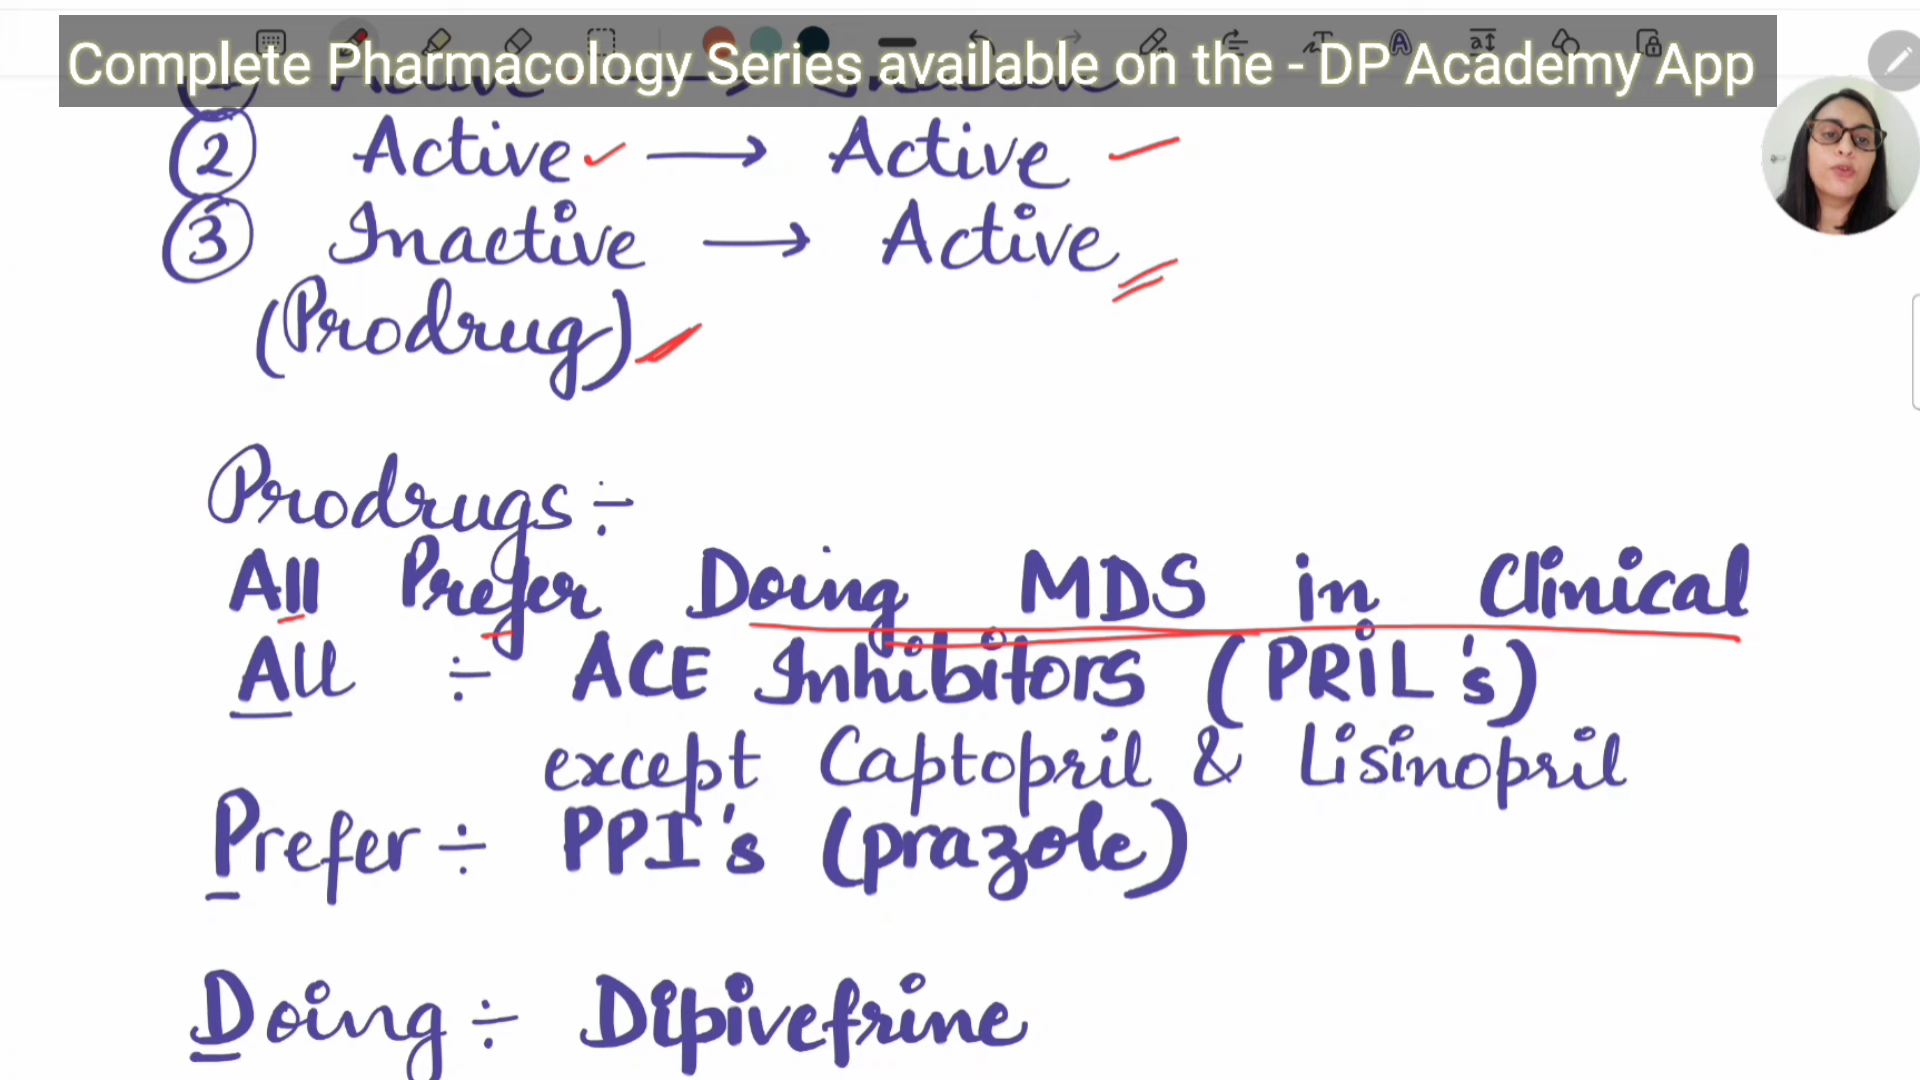 Complete Pharmacology Series available on the - DP Academy App
2 Active ✓ → Active
3 Inactive → Active
(Prodrug)
Prodrugs ÷
All Prefer Doing MDS in Clinical
All ÷ ACE Inhibitors (PRIL's)
except Captopril & Lisinopril
Prefer ÷ PPI's (prazole)
Doing ÷ Dipivefrine